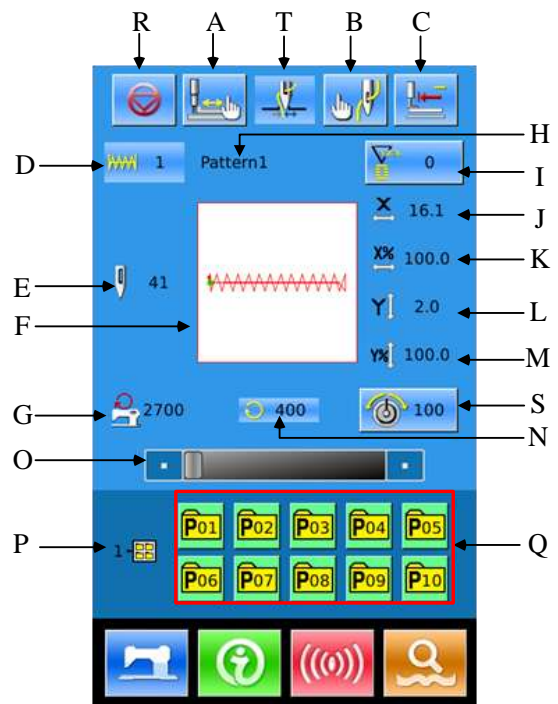 R A T B C
H
D 1 Pattern1 0 I
X 16.1 J
X% 100.0 K
E 41
Y 2.0 L
F
Y% 100.0 M
G 2700 400 100 S
N
O
P01 P02 P03 P04 P05
P 1- Q
P06 P07 P08 P09 P10